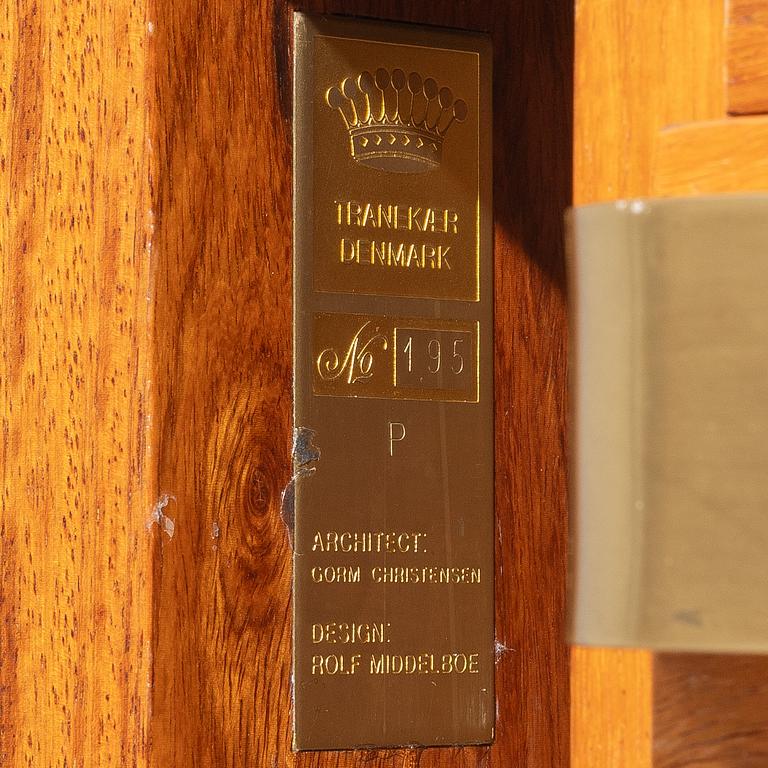 TRANEKÆR
DENMARK
No 195
P
ARCHITECT:
GORM CHRISTENSEN
DESIGN:
ROLF MIDDELBOE